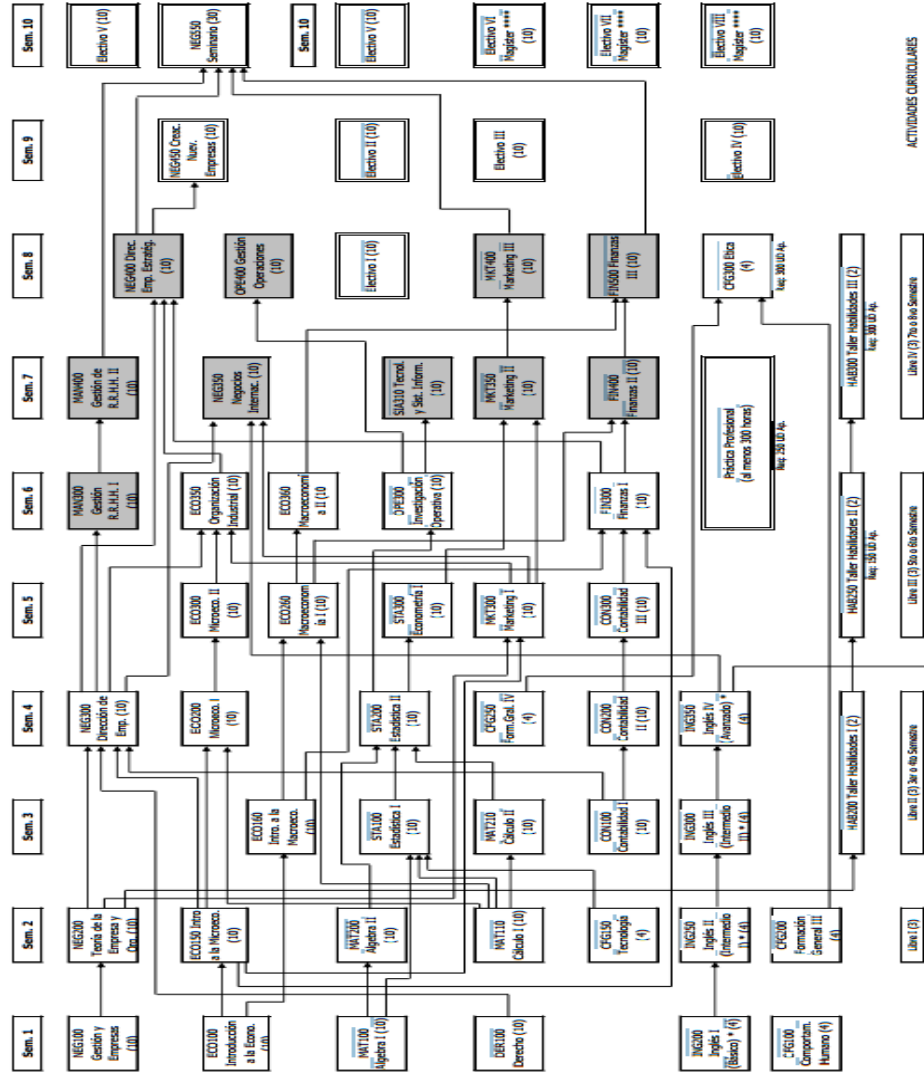 Sem. 1
Sem. 2
Sem. 3
Sem. 4
Sem. 5
Sem. 6
Sem. 7
Sem. 8
Sem. 9
Sem. 10
NEG100
Gestión y
Empresas
(10)
NEG200
Teoría de la
Empresa y
Org. (10)
NEG300
Dirección de
Emp. (10)
MAN300
Gestión
R.R.H.H. I
(10)
MAN400
Gestión de
R.R.H.H. II
(10)
Electivo V (10)
ECO100
Introducción
a la Econo.
(10)
ECO150 Intro
a la Microeco.
(10)
ECO200
Microeco. I
(10)
ECO300
Microeco. II
(10)
ECO350
Organización
Industrial (10)
NEG350
Negocios
Internac. (10)
NEG400 Direc.
Emp. Estratég.
(10)
NEG450 Creac.
Nuev.
Empresas (10)
NEG550
Seminario (30)
ECO160
Intro. a la
Macroeco.
(10)
ECO260
Macroeconom
ía I (10)
ECO360
Macroeconomí
a II (10
OPE400 Gestión
Operaciones
(10)
Sem. 10
MAT100
Algebra I (10)
MAT200
Algebra II
(10)
STA100
Estadística I
(10)
STA200
Estadística II
(10)
STA300
Econometría I
(10)
OPE300
Investigación
Operativa (10)
SIA310 Tecnol.
y Sist. Inform.
(10)
Electivo I (10)
Electivo II (10)
Electivo V (10)
DER100
Derecho (10)
MAT110
Cálculo I (10)
MAT210
Cálculo II
(10)
CFG250
Form.Gral. IV
(4)
MKT300
Marketing I
(10)
MKT350
Marketing II
(10)
MKT400
Marketing III
(10)
Electivo III
(10)
Electivo VI
Magíster ****
(10)
CFG150
Tecnología
(4)
CON100
Contabilidad I
(10)
CON200
Contabilidad
II (10)
CON300
Contabilidad
III (10)
FIN300
Finanzas I
(10)
FIN400
Finanzas II (10)
FIN500 Finanzas
III (10)
Electivo VII
Magíster ****
(10)
ING200
Inglés I
(Básico) * (4)
ING250
Inglés II
(Intermedio
I) * (4)
ING300
Inglés III
(Intermedio
II) * (4)
ING350
Inglés IV
(Avanzado) *
(4)
Práctica Profesional
(al menos 300 horas)
Req: 250 UD Ap.
CFG300 Etica
(4)
Req: 300 UD Ap.
Electivo IV (10)
Electivo VIII
Magíster ****
(10)
CFG100
Comportam.
Humano (4)
CFG200
Formación
General III
(4)
HAB200 Taller Habilidades I (2)
HAB250 Taller Habilidades II (2)
Req: 150 UD Ap.
HAB300 Taller Habilidades III (2)
Req: 300 UD Ap.
Libre I (3)
Libre II (3) 3er o 4to Semestre
Libre III (3) 5to o 6to Semestre
Libre IV (3) 7to o 8vo Semestre
ACTIVIDADES CURRICULARES